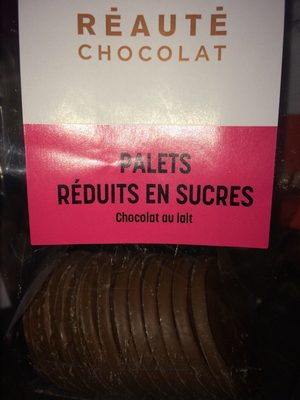 RÉAUTÉ
CHOCOLAT
PALETS
RÉDUITS EN SUCRES
Chocolat au lait